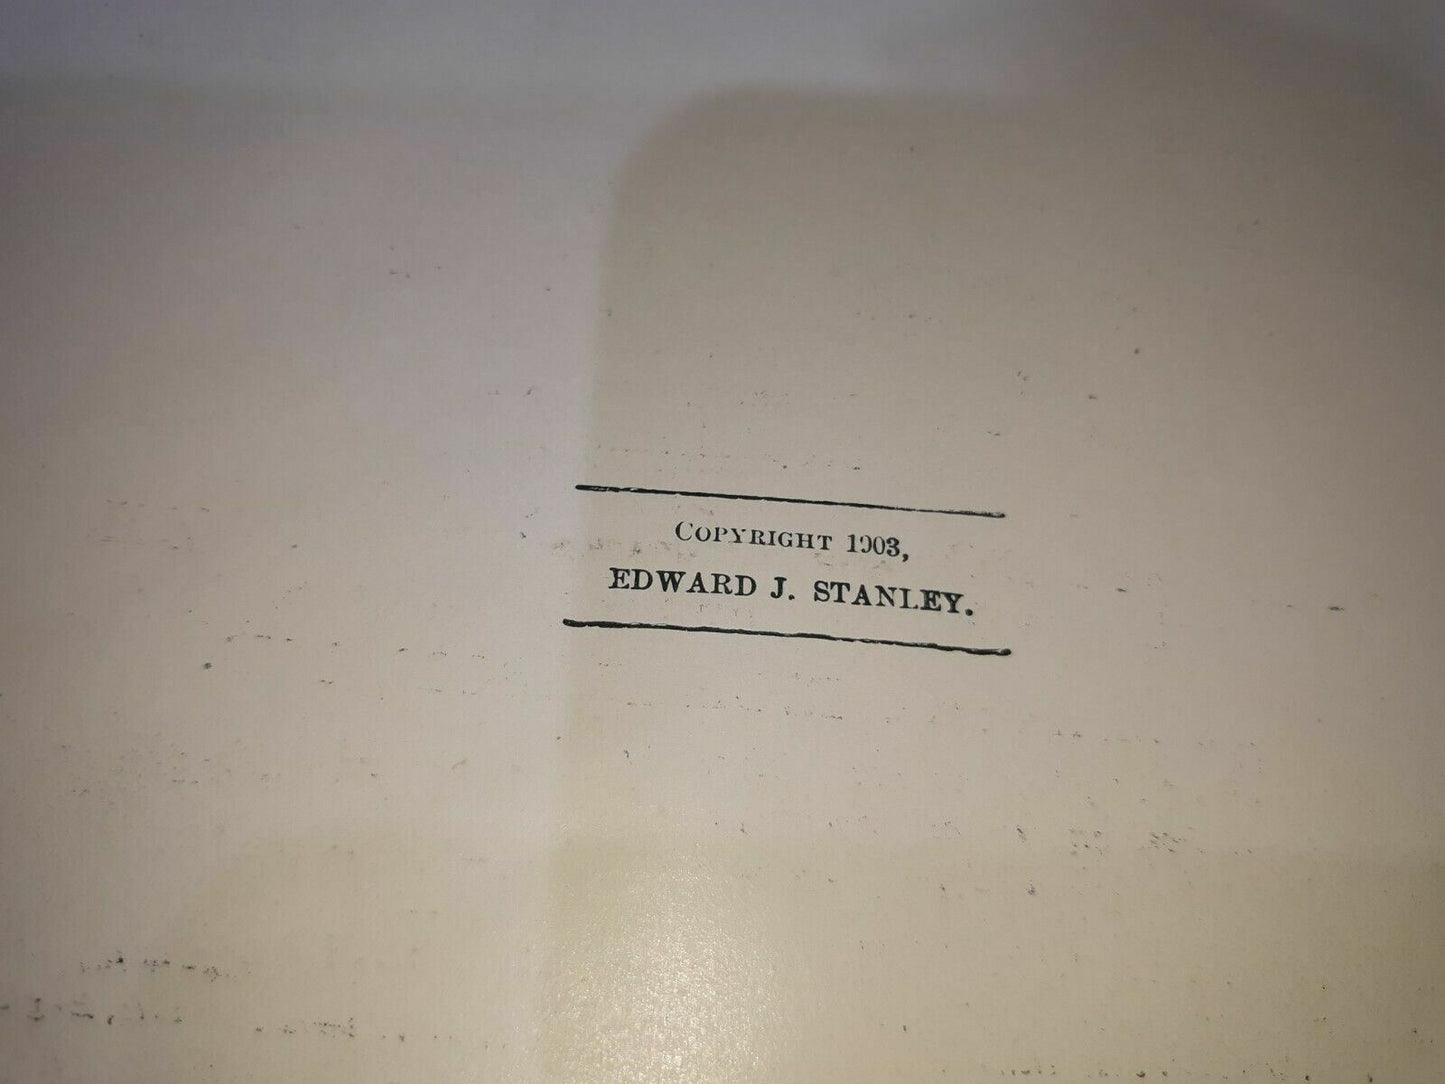 COPYRIGHT 1903,
EDWARD J. STANLEY.